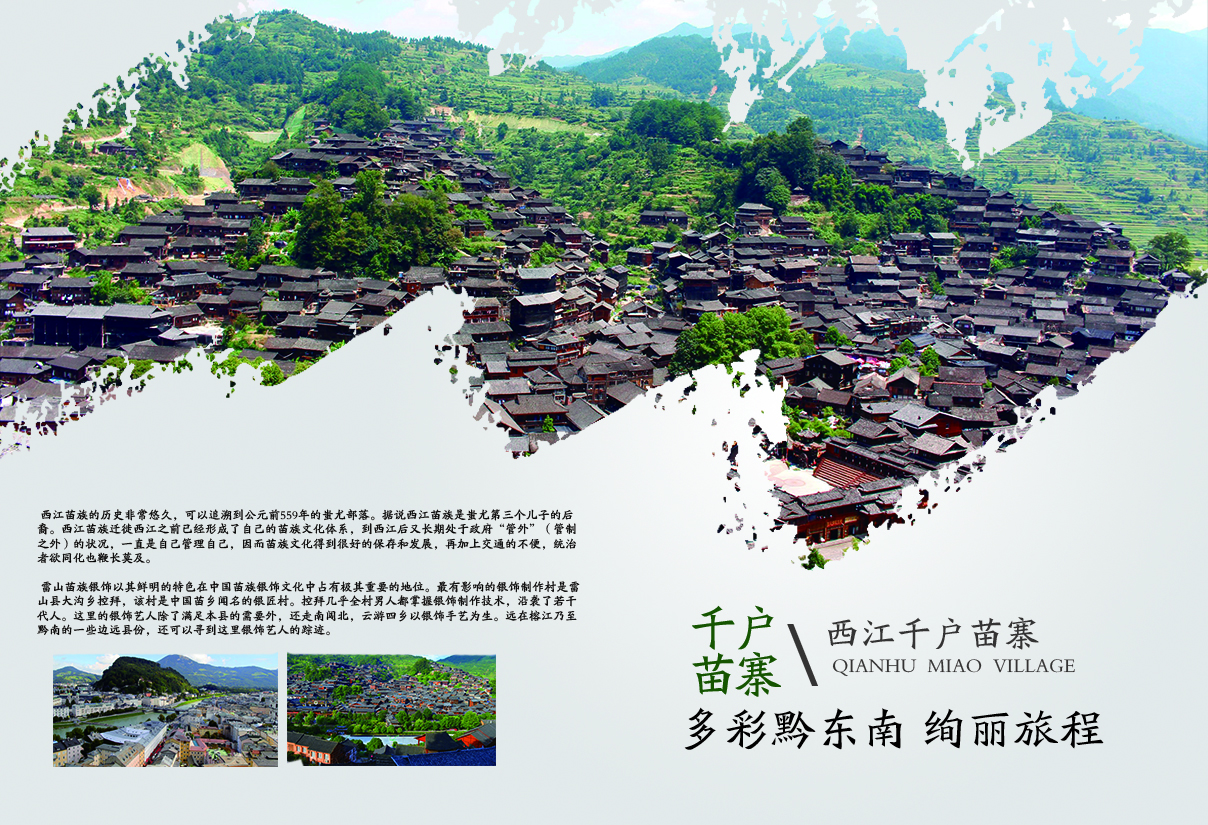 西江苗族的历史非常悠久，可以追溯到公元前559年的蚩尤部落。据说西江苗族是蚩尤第三个儿子的后
裔。西江苗族迁徙西江之前已经形成了自己的苗族文化体系，到西江后又长期处于政府“管外”（管制
之外）的状况，一直是自己管理自己，因而苗族文化得到很好的保存和发展，再加上交通的不便，统治
者欲同化也鞭长莫及。
雷山苗族银饰以其鲜明的特色在中国苗族银饰文化中占有极其重要的地位。最有影响的银饰制作村是雷
山县大沟乡控拜，该村是中国苗乡闻名的银匠村。控拜几乎全村男人都掌握银饰制作技术，沿袭了若干
代人。这里的银饰艺人除了满足本县的需要外，还走南闯北，云游四乡以银饰手艺为生。远在榕江乃至
黔南的一些边远县份，还可以寻到这里银饰艺人的踪迹。
千户
苗寨
西江千户苗寨
QIANHU MIAO VILLAGE
多彩黔东南 绚丽旅程